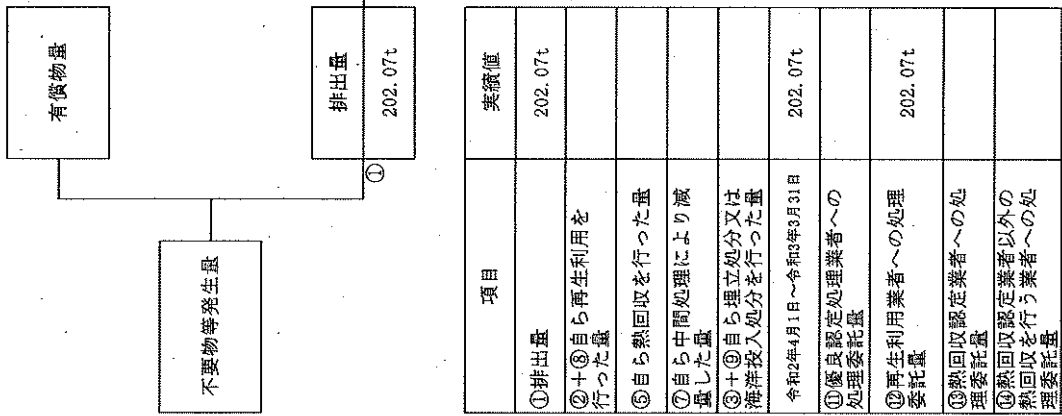 有償物量
不要物等発生量
①
排出量
202.07t
項目
実績値
①排出量
202.07t
②+⑧自ら再生利用を
行った量
⑤自ら熱回収を行った量
⑦自ら中間処理により減
量した量
③+⑨自ら埋立処分又は
海洋投入処分を行った量
令和2年4月1日～令和3年3月31日
202.07t
⑪優良認定処理業者への
処理委託量
⑫再生利用業者への処理
委託量
202.07t
⑬熱回収認定業者への処
理委託量
⑭熱回収認定業者以外の
熱回収を行う業者への処
理委託量